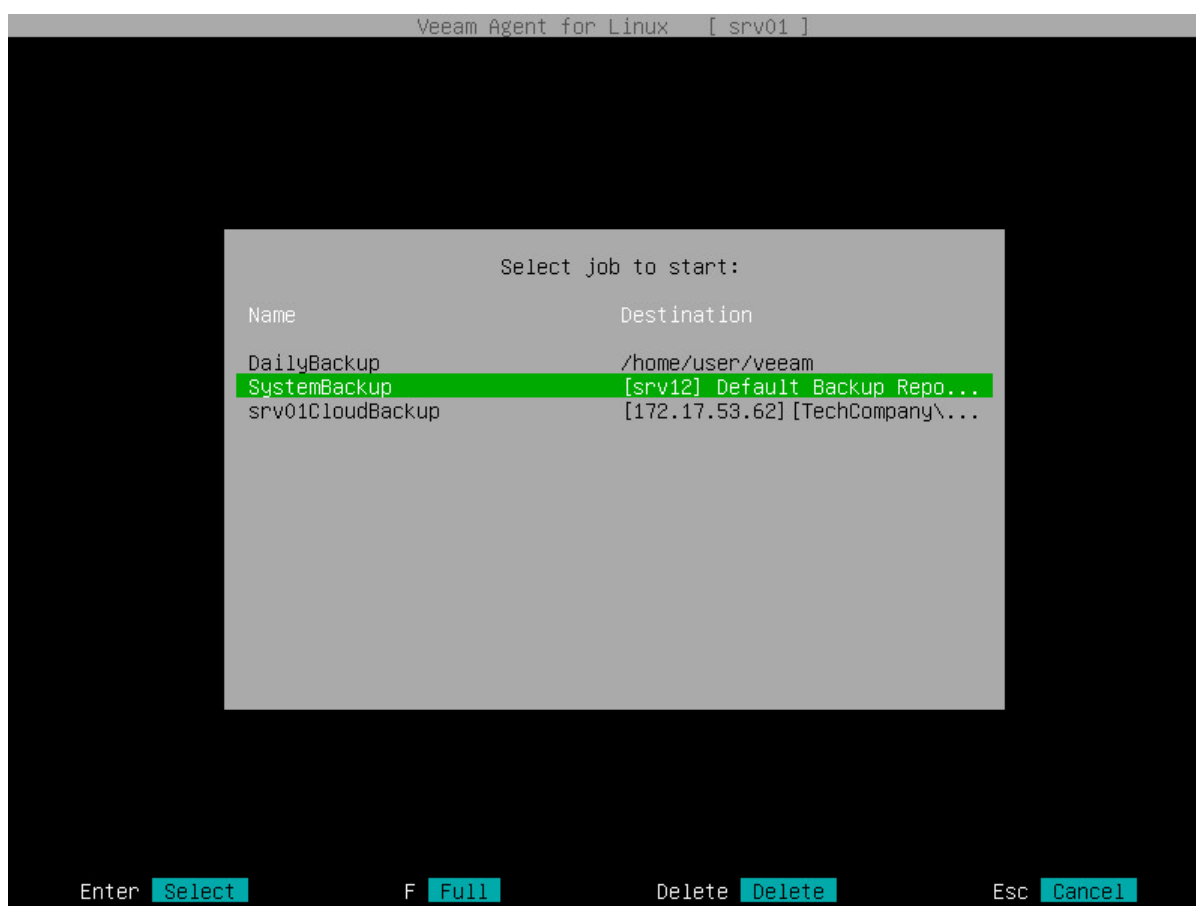 Veeam Agent for Linux [ srv01 ]
Select job to start:
Name Destination
DailyBackup /home/user/veeam
SystemBackup [srv12] Default Backup Repo...
srv01CloudBackup [172.17.53.62][TechCompany\...
Enter Select F Full Delete Delete Esc Cancel